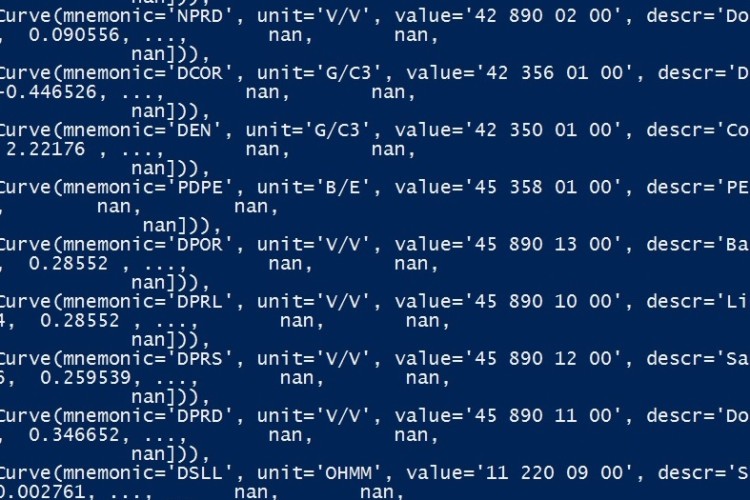 nan])),
Curve(mnemonic='NPRD', unit='V/V', value='42 890 02 00', descr='Do
, 0.090556, ..., nan, nan,
nan])),
Curve(mnemonic='DCOR', unit='G/C3', value='42 356 01 00', descr='D
-0.446526, ..., nan, nan,
nan])),
Curve(mnemonic='DEN', unit='G/C3', value='42 350 01 00', descr='Co
2.22176 , ..., nan, nan,
nan])),
Curve(mnemonic='PDPE', unit='B/E', value='45 358 01 00', descr='PE
, nan, nan,
nan])),
Curve(mnemonic='DPOR', unit='V/V', value='45 890 13 00', descr='Ba
, 0.28552 , ..., nan, nan,
nan])),
Curve(mnemonic='DPRL', unit='V/V', value='45 890 10 00', descr='Li
4, 0.28552 , ..., nan, nan,
nan])),
Curve(mnemonic='DPRS', unit='V/V', value='45 890 12 00', descr='Sa
6, 0.259539, ..., nan, nan,
nan])),
Curve(mnemonic='DPRD', unit='V/V', value='45 890 11 00', descr='Do
, 0.346652, ..., nan, nan,
nan])),
Curve(mnemonic='DSLL', unit='OHMM', value='11 220 09 00', descr='S
0.002761, ..., nan, nan,